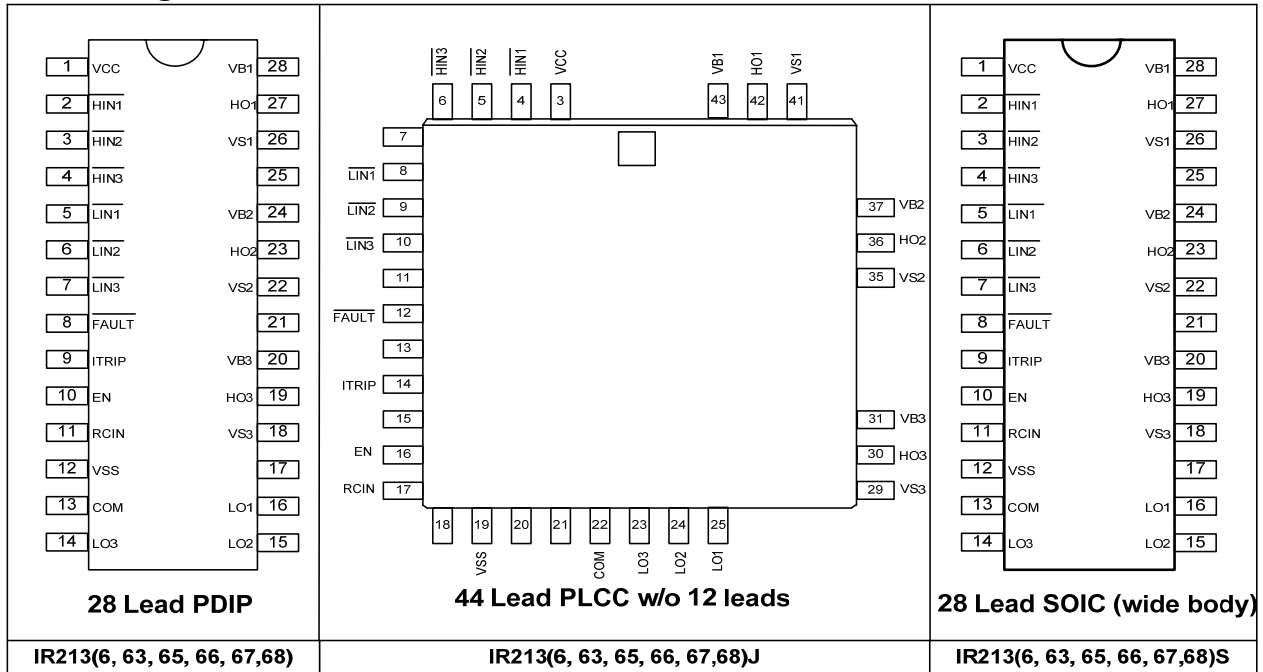 1 VCC VB1 28
2 HIN1 HO1 27
3 HIN2 VS1 26
4 HIN3 25
5 LIN1 VB2 24
6 LIN2 HO2 23
7 LIN3 VS2 22
8 FAULT 21
9 ITRIP VB3 20
10 EN HO3 19
11 RCIN VS3 18
12 VSS 17
13 COM LO1 16
14 LO3 LO2 15
28 Lead PDIP
IR213(6, 63, 65, 66, 67,68)
HIN3 HIN2 HIN1 VCC VB1 HO1 VS1
6 5 4 3 43 42 41
7
LIN1 8
LIN2 9 37 VB2
LIN3 10 36 HO2
11 35 VS2
FAULT 12
13
ITRIP 14
15 31 VB3
EN 16 30 HO3
RCIN 17 29 VS3
18 19 20 21 22 23 24 25
VSS COM LO3 LO2 LO1
44 Lead PLCC w/o 12 leads
IR213(6, 63, 65, 66, 67,68)J
1 VCC VB1 28
2 HIN1 HO1 27
3 HIN2 VS1 26
4 HIN3 25
5 LIN1 VB2 24
6 LIN2 HO2 23
7 LIN3 VS2 22
8 FAULT 21
9 ITRIP VB3 20
10 EN HO3 19
11 RCIN VS3 18
12 VSS 17
13 COM LO1 16
14 LO3 LO2 15
28 Lead SOIC (wide body)
IR213(6, 63, 65, 66, 67,68)S